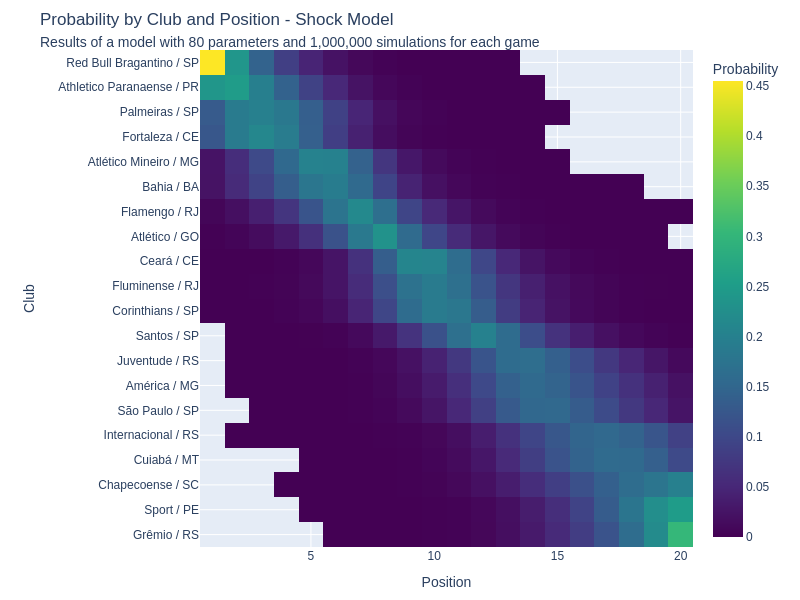 Probability by Club and Position - Shock Model
Results of a model with 80 parameters and 1,000,000 simulations for each game
Probability
Club
Red Bull Bragantino / SP
Athletico Paranaense / PR
Palmeiras / SP
Fortaleza / CE
Atlético Mineiro / MG
Bahia / BA
Flamengo / RJ
Atlético / GO
Ceará / CE
Fluminense / RJ
Corinthians / SP
Santos / SP
Juventude / RS
América / MG
São Paulo / SP
Internacional / RS
Cuiabá / MT
Chapecoense / SC
Sport / PE
Grêmio / RS
5 10 15 20
Position
0.45
0.4
0.35
0.3
0.25
0.2
0.15
0.1
0.05
0